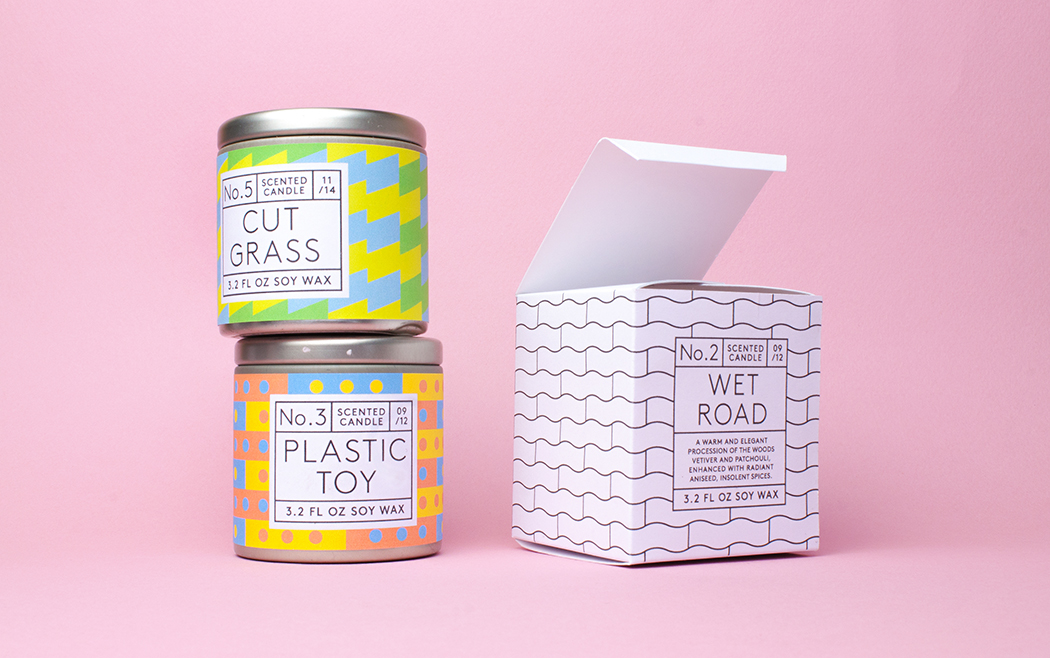 No.5
SCENTED
CANDLE
11
/14
CUT
GRASS
3.2 FL OZ SOY WAX
No.3
SCENTED
CANDLE
09
/12
PLASTIC
TOY
3.2 FL OZ SOY WAX
No.2
SCENTED
CANDLE
09
/12
WET
ROAD
A WARM AND ELEGANT
PROCESSION OF THE WOODS
VETIVER AND PATCHOULI,
ENHANCED WITH RADIANT
ANISEED, INSOLENT SPICES.
3.2 FL OZ SOY WAX